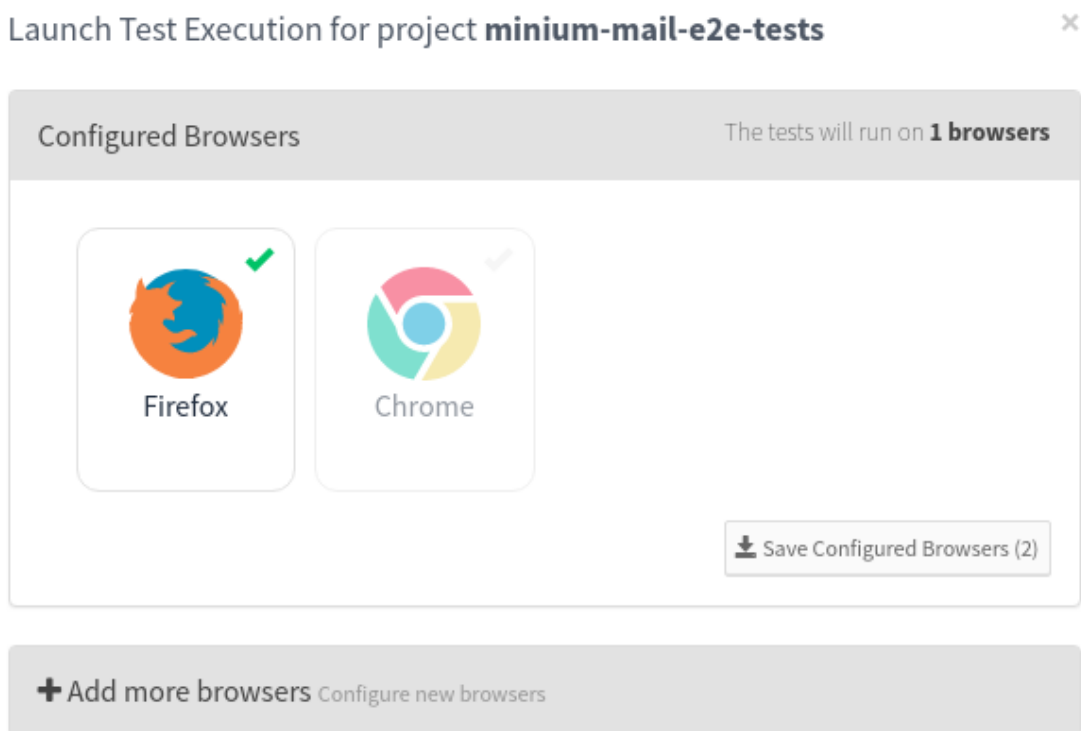 Launch Test Execution for project minium-mail-e2e-tests ×
Configured Browsers
The tests will run on 1 browsers
Firefox
Chrome
Save Configured Browsers (2)
Add more browsers Configure new browsers